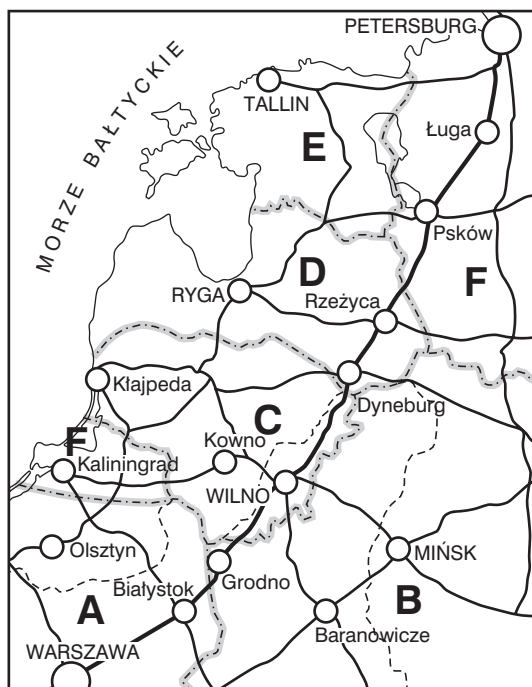 PETERSBURG
TALLIN
Ługa
MORZE BAŁTYCKIE
E
Psków
D
F
RYGA
Rzeżyca
Kłajpeda
Dyneburg
C
F
Kowno
Kaliningrad
WILNO
Olsztyn
MIŃSK
Grodno
Białystok
A
B
Baranowicze
WARSZAWA